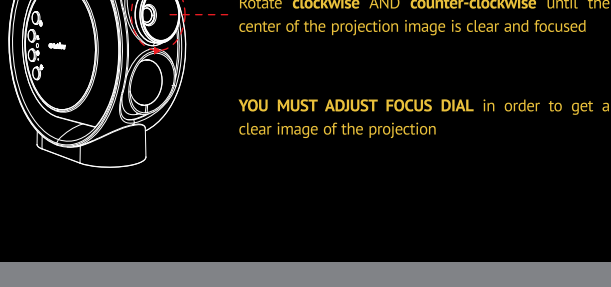 Rotate clockwise AND counter-clockwise until the
center of the projection image is clear and focused
YOU MUST ADJUST FOCUS DIAL in order to get a
clear image of the projection